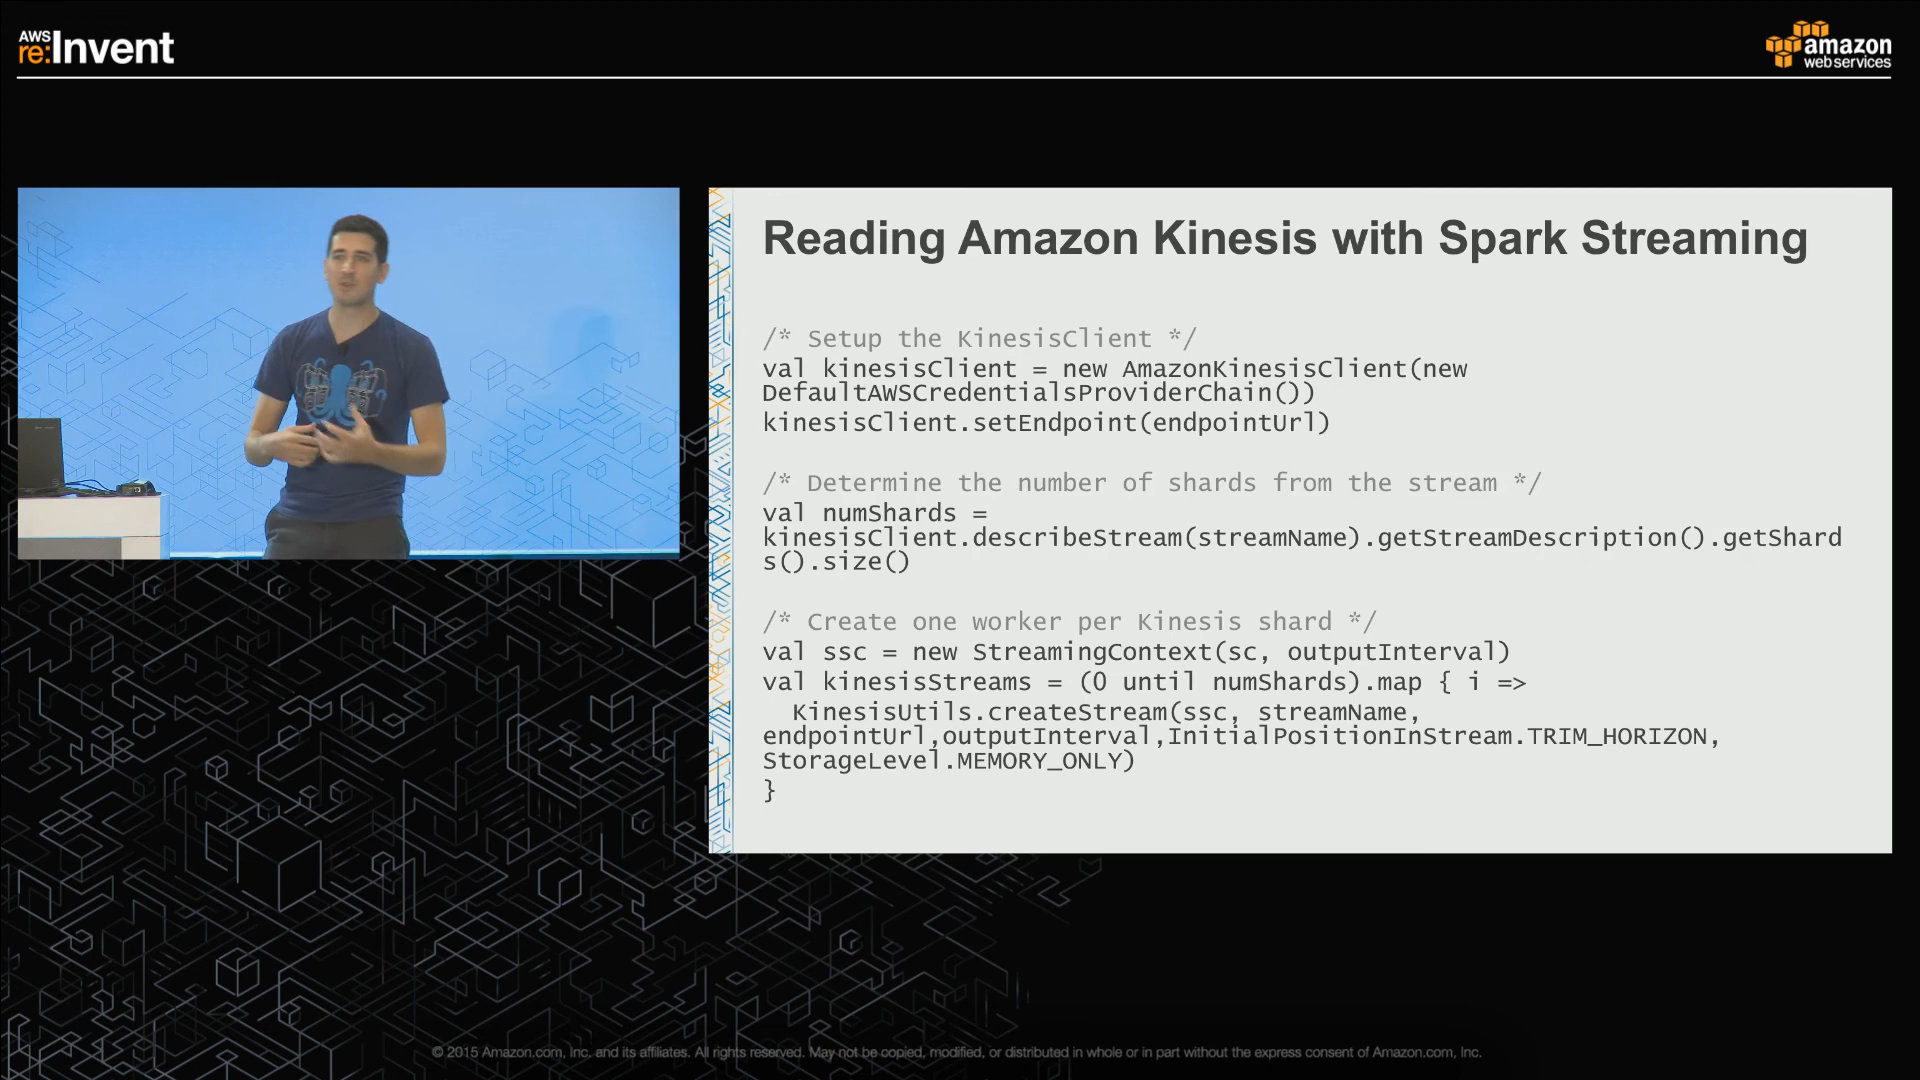 AWS
re:Invent
amazon
web services
Reading Amazon Kinesis with Spark Streaming
/* Setup the KinesisClient */
val kinesisClient = new AmazonKinesisClient(new
DefaultAWSCredentialsProviderChain())
kinesisClient.setEndpoint(endpointUrl)
/* Determine the number of shards from the stream */
val numShards =
kinesisClient.describeStream(streamName).getStreamDescription().getShard
s().size()
/* Create one worker per Kinesis shard */
val ssc = new StreamingContext(sc, outputInterval)
val kinesisStreams = (0 until numShards).map { i =>
KinesisUtils.createStream(ssc, streamName,
endpointUrl,outputInterval,InitialPositionInStream.TRIM_HORIZON,
StorageLevel.MEMORY_ONLY)
}
© 2015 Amazon.com, Inc. and its affiliates. All rights reserved. May not be copied, modified, or distributed in whole or in part without the express consent of Amazon.com, Inc.